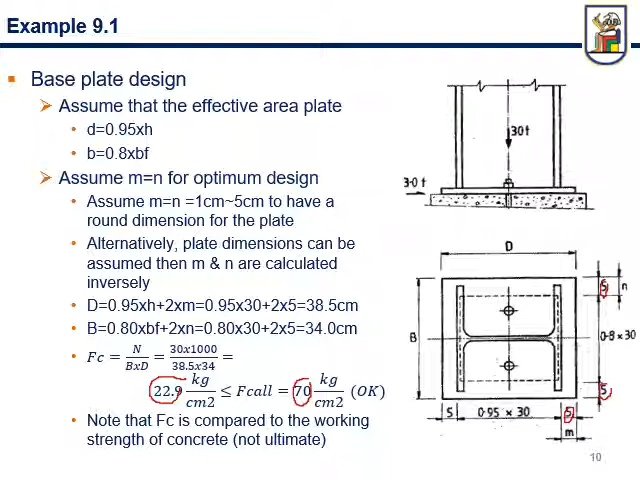 Example 9.1
Base plate design
Assume that the effective area plate
d=0.95xh
b=0.8xbf
Assume m=n for optimum design
Assume m=n =1cm~5cm to have a
round dimension for the plate
Alternatively, plate dimensions can be
assumed then m & n are calculated
inversely
D=0.95xh+2xm=0.95x30+2x5=38.5cm
B=0.80xbf+2xn=0.80x30+2x5=34.0cm
Fc = N/BxD = 30x1000/38.5x34 =
22.9 kg/cm2 ≤ Fcall = 70 kg/cm2 (OK)
Note that Fc is compared to the working
strength of concrete (not ultimate)
30t
3·0 t
D
B
5
n
0·8 x 30
5
5
0·95 x 30
5
m
10